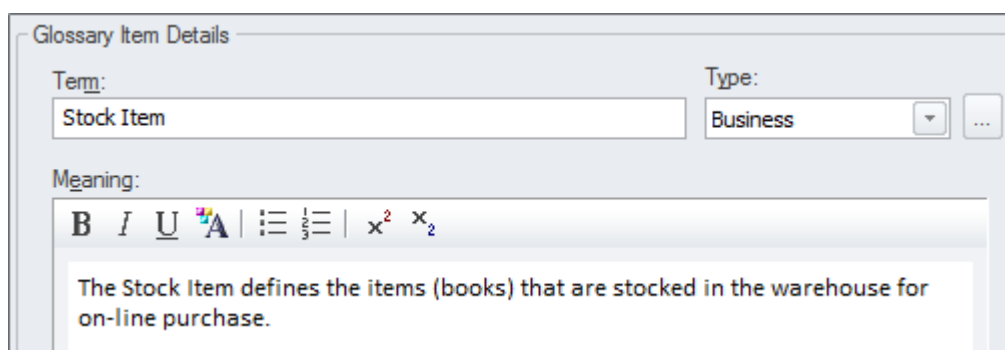 Glossary Item Details
Term: Type:
Stock Item Business ...
Meaning:
B I U A x² x₂
The Stock Item defines the items (books) that are stocked in the warehouse for
on-line purchase.